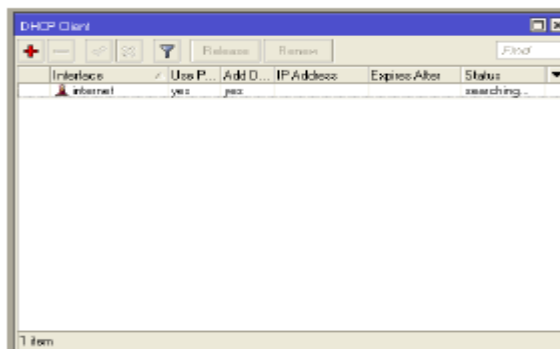 DHCP Client
Release Renew Find
Interface Use P... Add D... IP Address Expires After Status
internet yes yes searching...
1 item